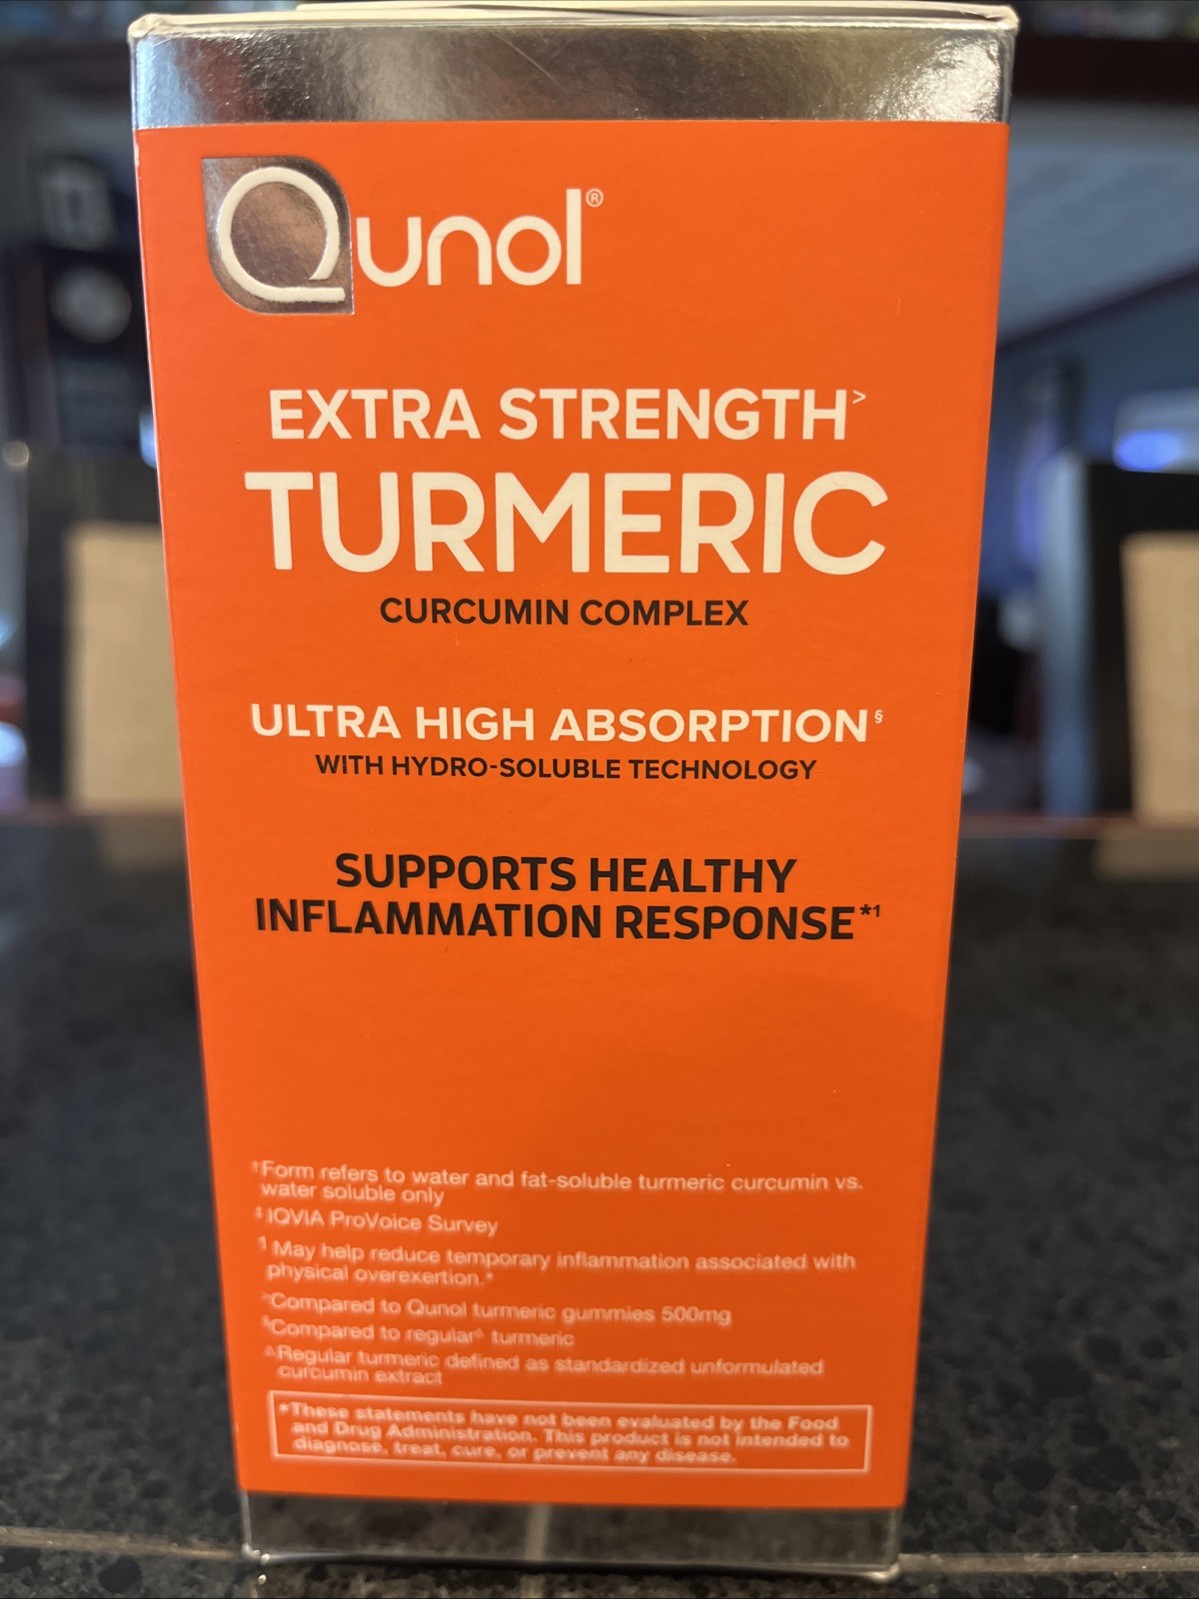 Qunol®
EXTRA STRENGTH>
TURMERIC
CURCUMIN COMPLEX
ULTRA HIGH ABSORPTION§
WITH HYDRO-SOLUBLE TECHNOLOGY
SUPPORTS HEALTHY
INFLAMMATION RESPONSE*1
†Form refers to water and fat-soluble turmeric curcumin vs.
water soluble only
‡IQVIA ProVoice Survey
1 May help reduce temporary inflammation associated with
physical overexertion.*
>Compared to Qunol turmeric gummies 500mg
§Compared to regular△ turmeric
△Regular turmeric defined as standardized unformulated
curcumin extract
*These statements have not been evaluated by the Food
and Drug Administration. This product is not intended to
diagnose, treat, cure, or prevent any disease.